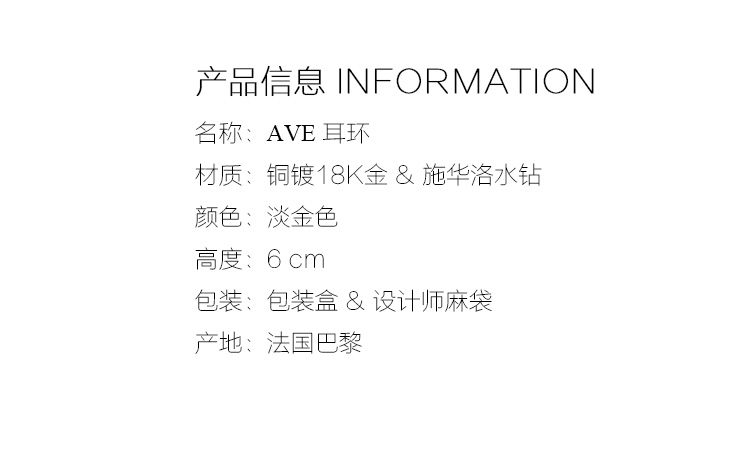 产品信息 INFORMATION
名称：AVE 耳环
材质：铜镀18K金 & 施华洛水钻
颜色：淡金色
高度：6 cm
包装：包装盒 & 设计师麻袋
产地：法国巴黎